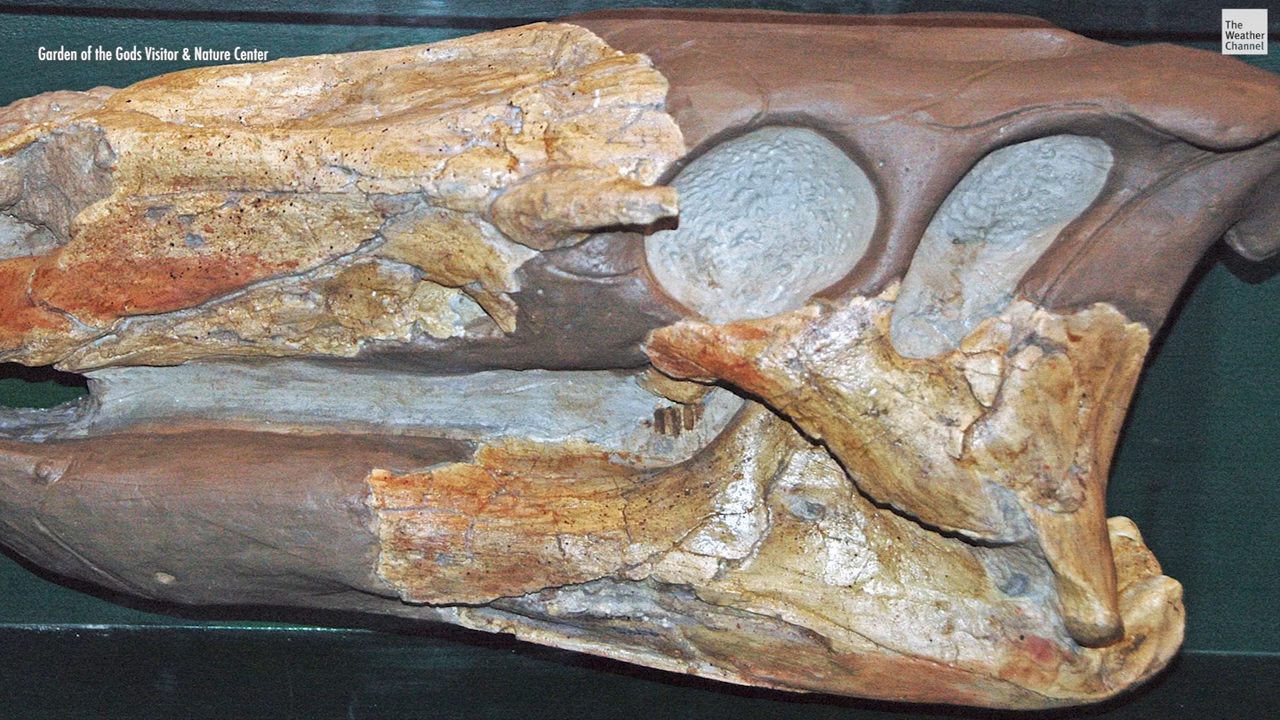 Garden of the Gods Visitor & Nature Center
The
Weather
Channel